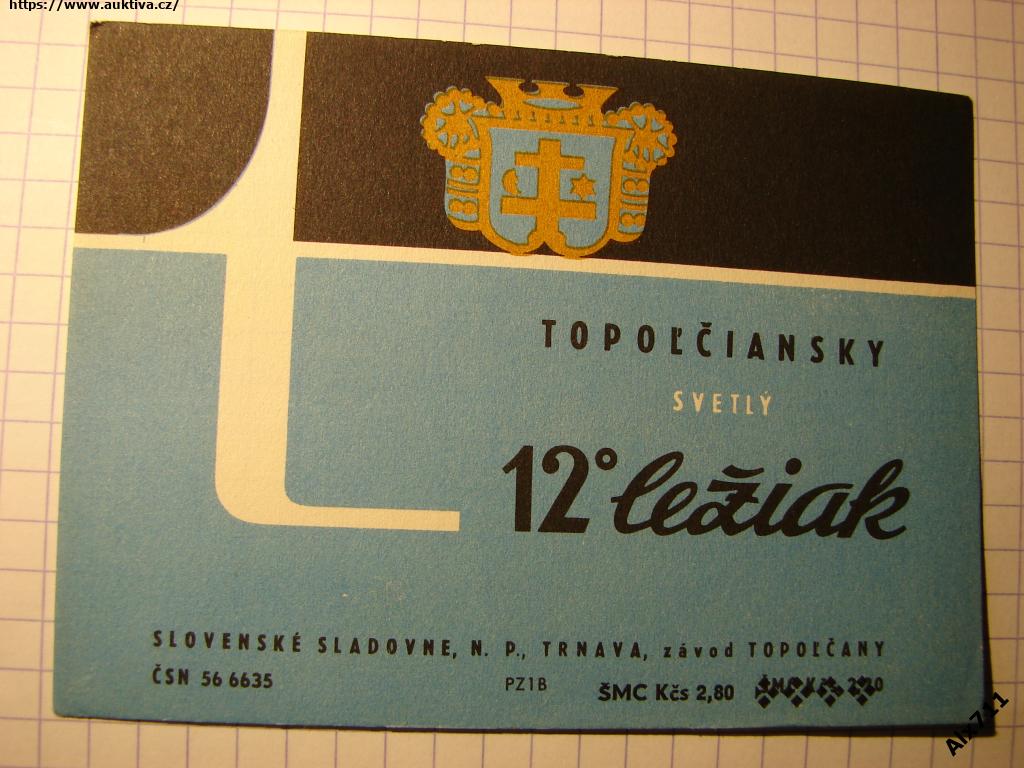 https://www.auktiva.cz/
TOPOĽČIANSKY
SVETLÝ
12° ležiak
SLOVENSKÉ SLADOVNE, N. P., TRNAVA, závod TOPOĽČANY
ČSN 56 6635
PZ1B
ŠMC Kčs 2,80
Alx711